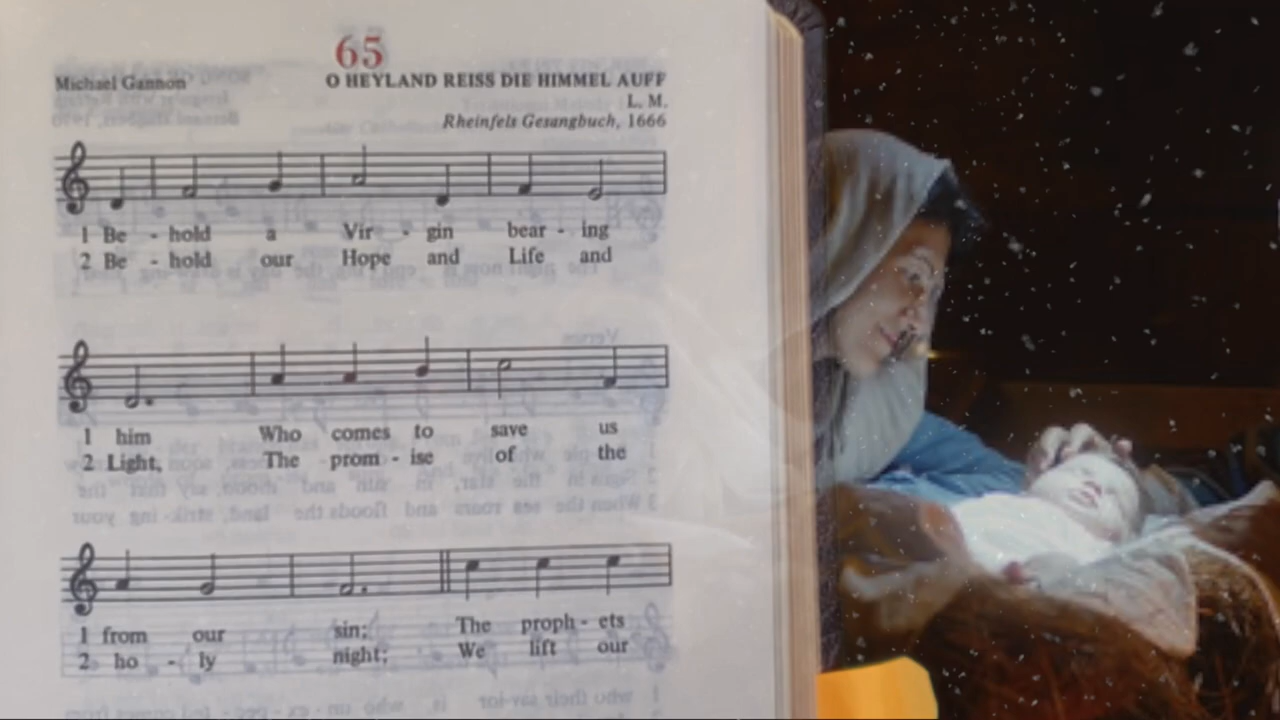 65
Michael Gannon
O HEYLAND REISS DIE HIMMEL AUFF
L. M.
Rheinfels Gesangbuch, 1666
1 Be - hold a Vir - gin bear - ing
2 Be - hold our Hope and Life and
1 him Who comes to save us
2 Light, The prom - ise of the
1 from our sin; The proph - ets
2 ho - ly night; We lift our